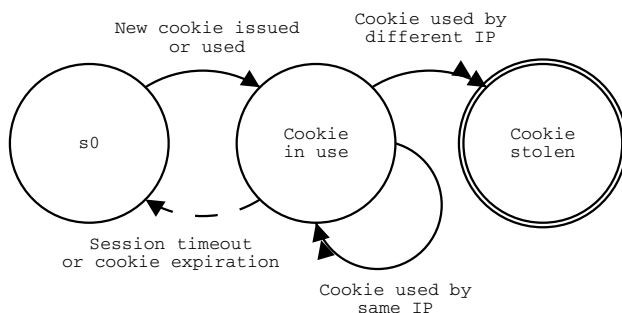 New cookie issued
or used
Cookie used by
different IP
s0
Cookie
in use
Cookie
stolen
Session timeout
or cookie expiration
Cookie used by
same IP